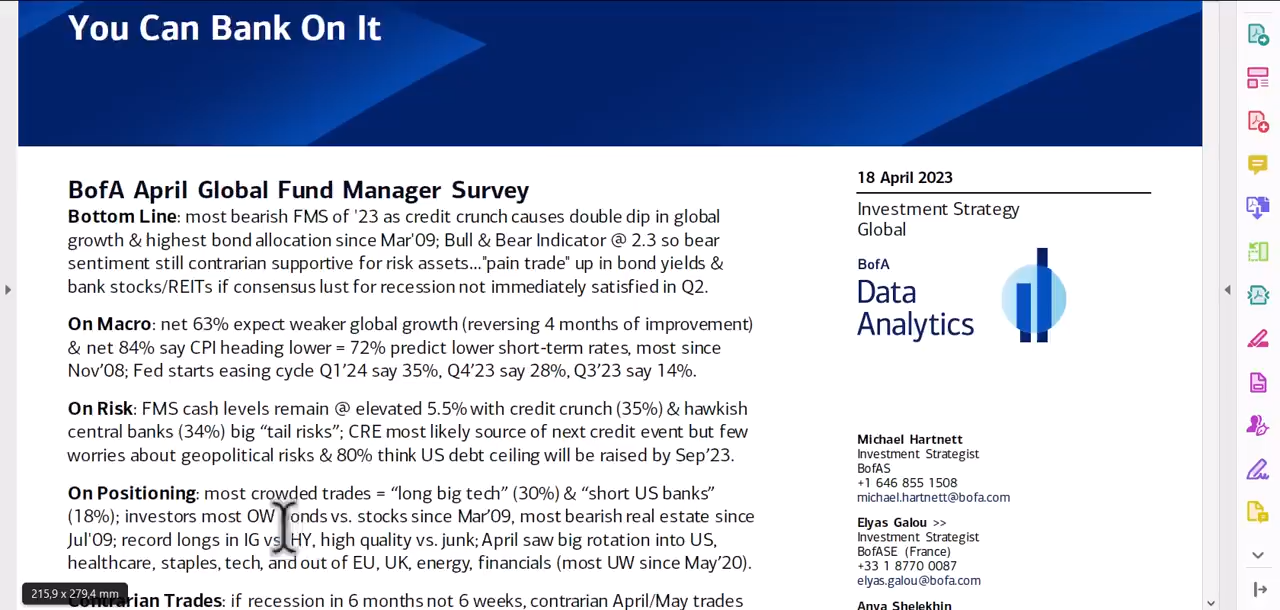 You Can Bank On It
BofA April Global Fund Manager Survey
Bottom Line: most bearish FMS of '23 as credit crunch causes double dip in global
growth & highest bond allocation since Mar'09; Bull & Bear Indicator @ 2.3 so bear
sentiment still contrarian supportive for risk assets..."pain trade" up in bond yields &
bank stocks/REITs if consensus lust for recession not immediately satisfied in Q2.
On Macro: net 63% expect weaker global growth (reversing 4 months of improvement)
& net 84% say CPI heading lower = 72% predict lower short-term rates, most since
Nov’08; Fed starts easing cycle Q1’24 say 35%, Q4’23 say 28%, Q3’23 say 14%.
On Risk: FMS cash levels remain @ elevated 5.5% with credit crunch (35%) & hawkish
central banks (34%) big “tail risks”; CRE most likely source of next credit event but few
worries about geopolitical risks & 80% think US debt ceiling will be raised by Sep’23.
On Positioning: most crowded trades = “long big tech” (30%) & “short US banks”
(18%); investors most OW bonds vs. stocks since Mar’09, most bearish real estate since
Jul'09; record longs in IG vs HY, high quality vs. junk; April saw big rotation into US,
healthcare, staples, tech, and out of EU, UK, energy, financials (most UW since May’20).
Contrarian Trades: if recession in 6 months not 6 weeks, contrarian April/May trades
215,9 x 279,4 mm
18 April 2023
Investment Strategy
Global
BofA
Data
Analytics
Michael Hartnett
Investment Strategist
BofAS
+1 646 855 1508
michael.hartnett@bofa.com
Elyas Galou >>
Investment Strategist
BofASE (France)
+33 1 8770 0087
elyas.galou@bofa.com
Anya Shelekhin